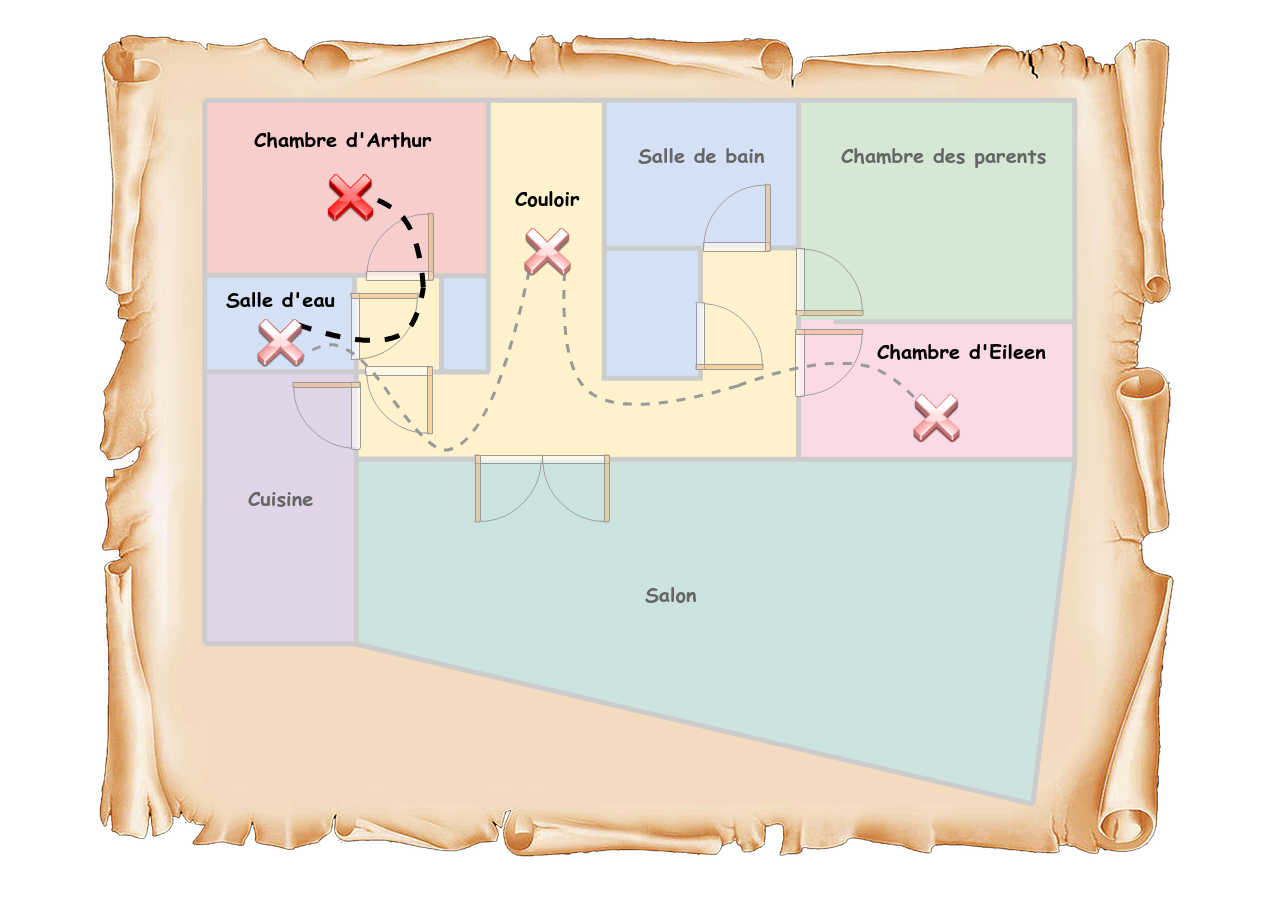 Chambre d'Arthur
Salle de bain
Chambre des parents
Couloir
Salle d'eau
Chambre d'Eileen
Cuisine
Salon